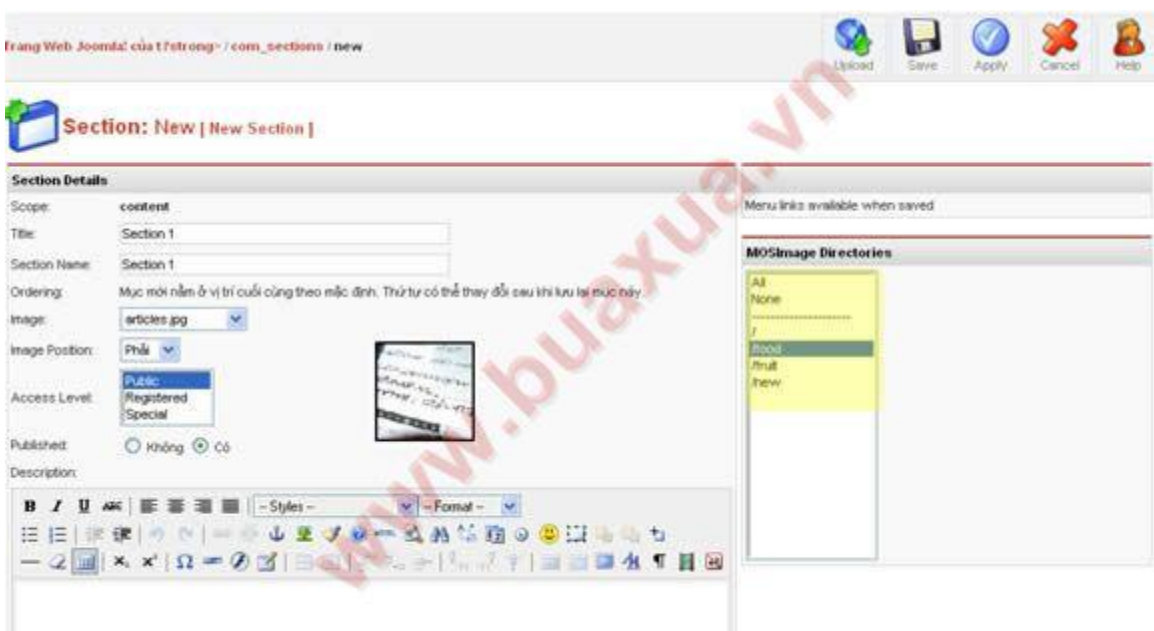 Trang Web Joomla! của t?strong> / com_sections / new
Upload Save Apply Cancel Help
Section: New [ New Section ]
Section Details
Scope: content
Title: Section 1
Section Name: Section 1
Ordering: Mục mới nằm ở vị trí cuối cùng theo mặc định. Thứ tự có thể thay đổi sau khi lưu lại mục này.
Image: articles.jpg
Image Position: Phải
Access Level: Public
Registered
Special
Published: Không Có
Description:
B I U ABC -- Styles -- -- Format --
Menu links available when saved
MOSImage Directories
All
None
---------------------
/
/food
/fruit
/new
www.buaxua.vn